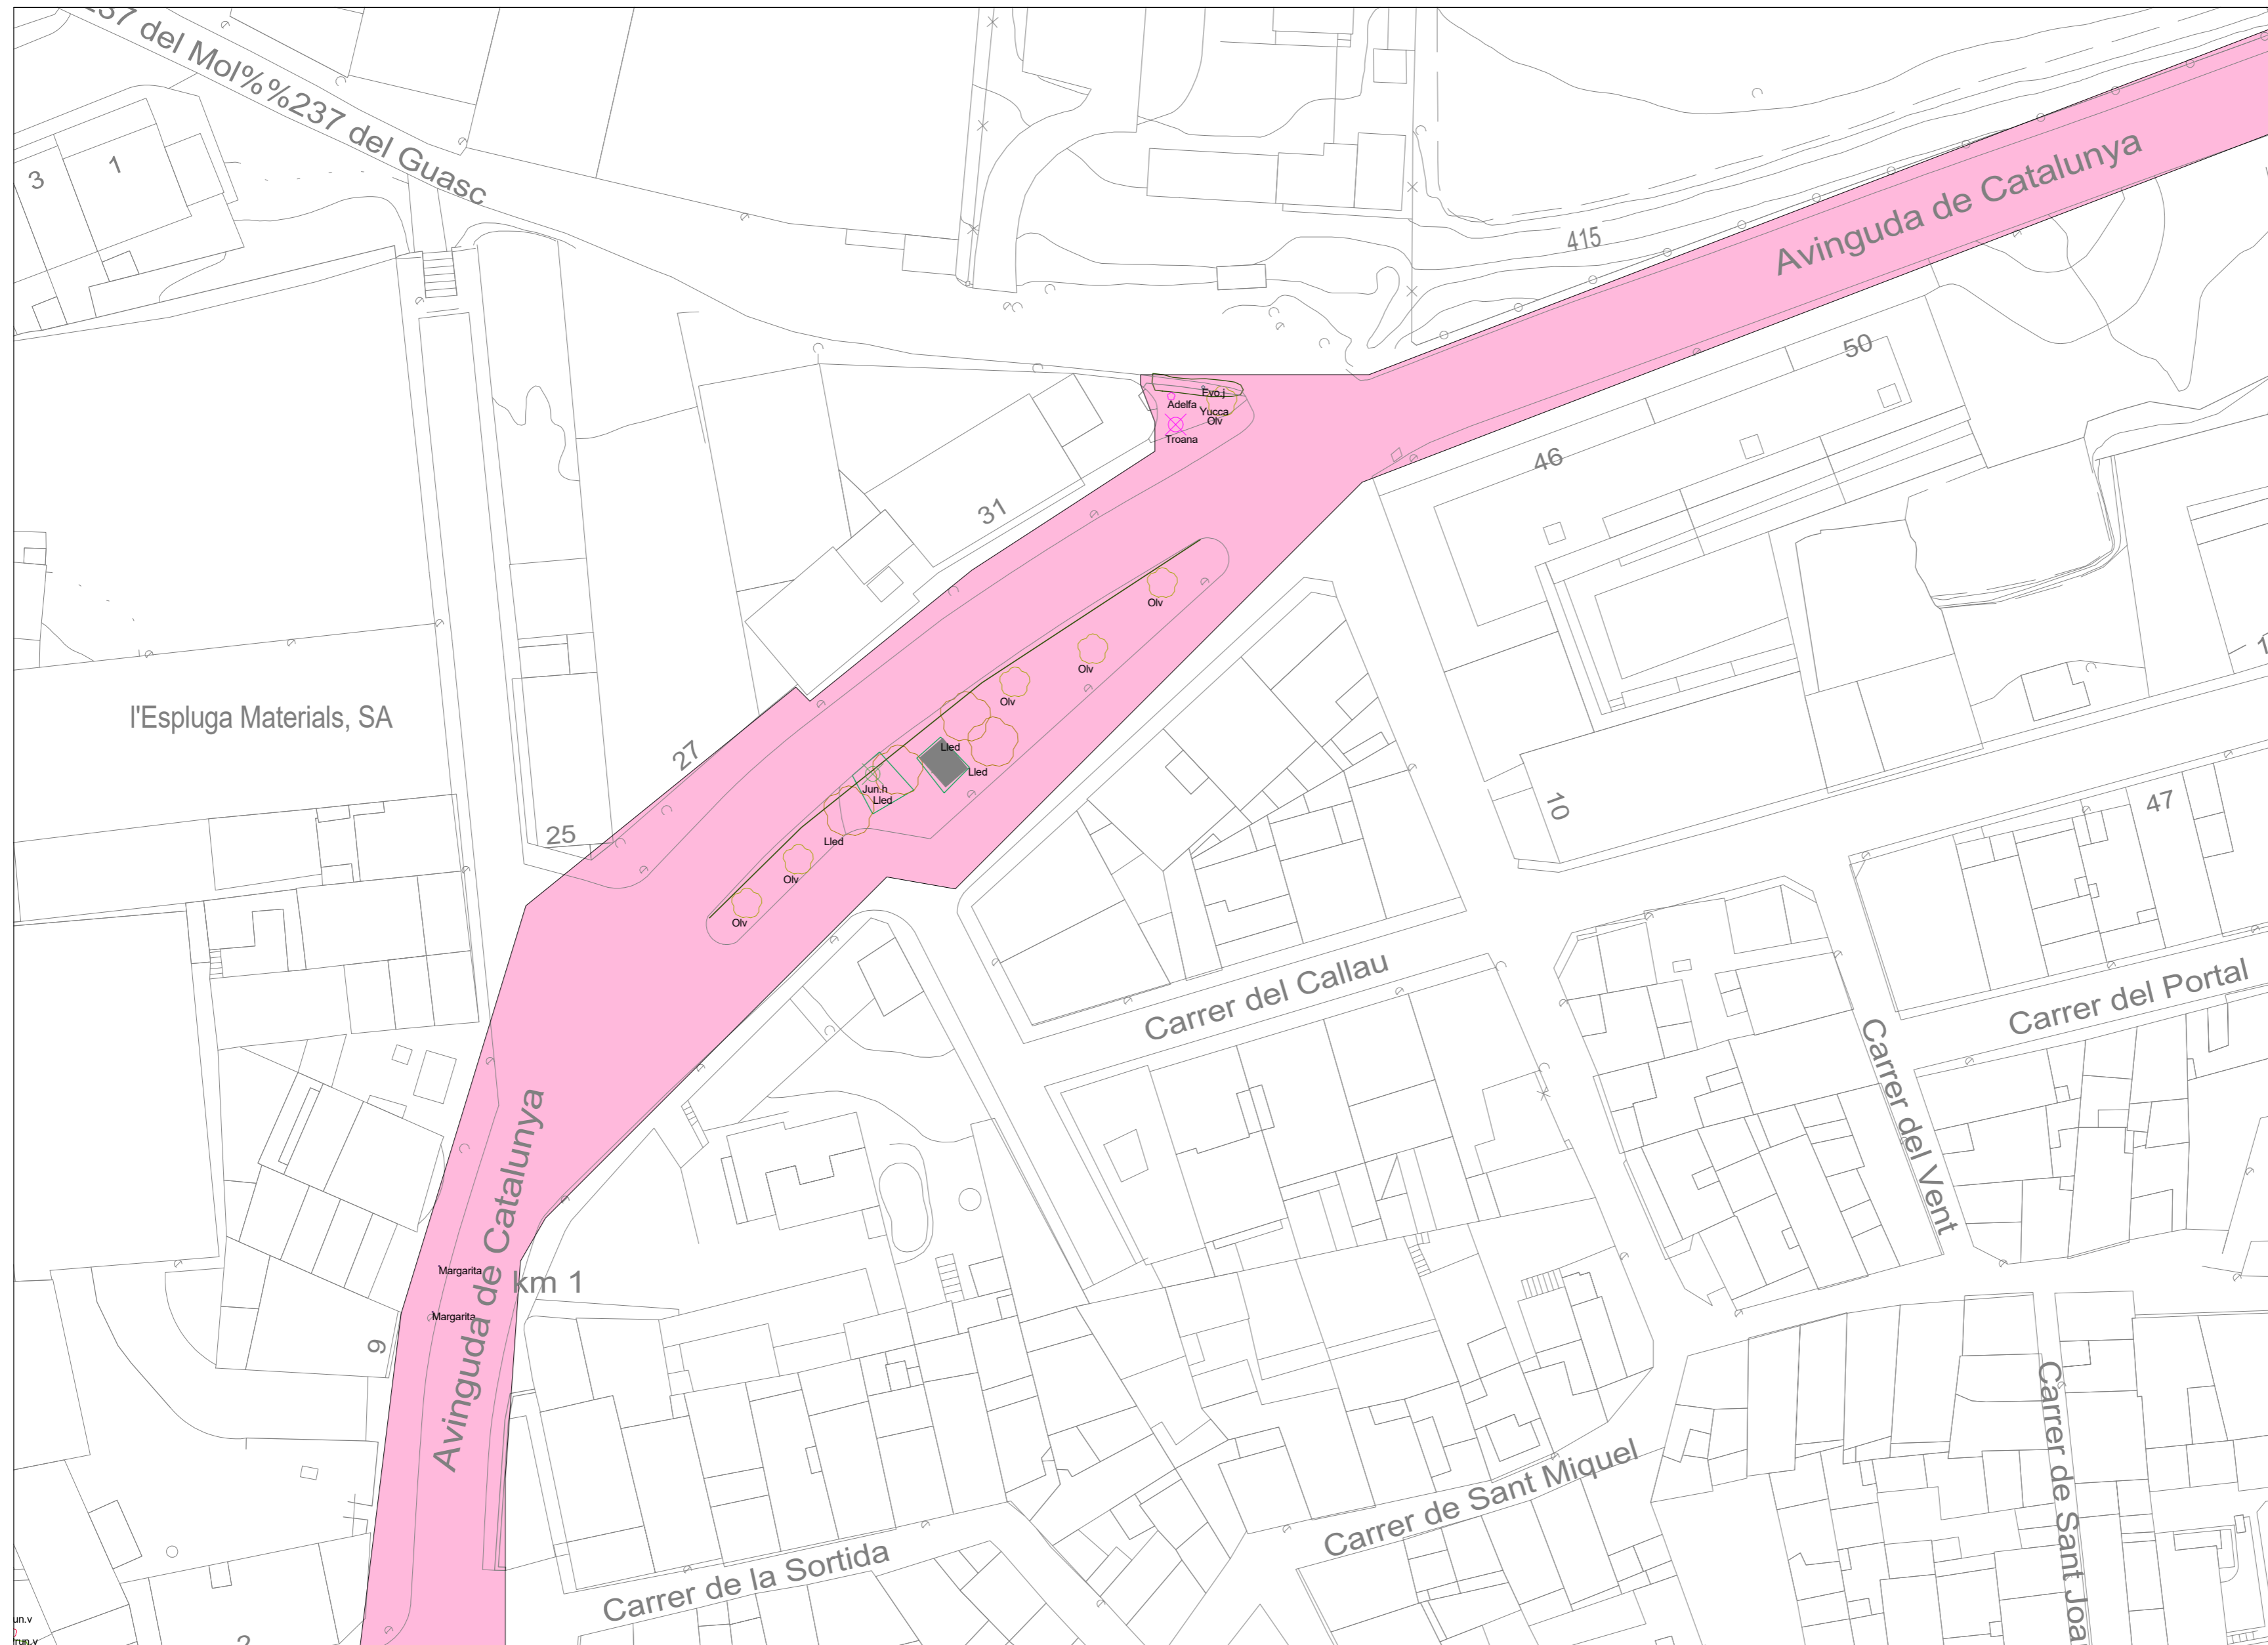 237 del Mol%%237 del Guasc
3
1
Avinguda de Catalunya
415
50
Evo.j
Adelfa
Yucca
Olv
Troana
46
31
Olv
Olv
Olv
l'Espluga Materials, SA
27
Lled
Lled
Jun.h
Lled
10
47
25
Lled
Olv
Olv
Carrer del Callau
Carrer del Portal
Carrer del Vent
Avinguda de Catalunya
Margarita
km 1
Margarita
9
Carrer de Sant Joa
Carrer de Sant Miquel
Carrer de la Sortida
un.v
run.v
2